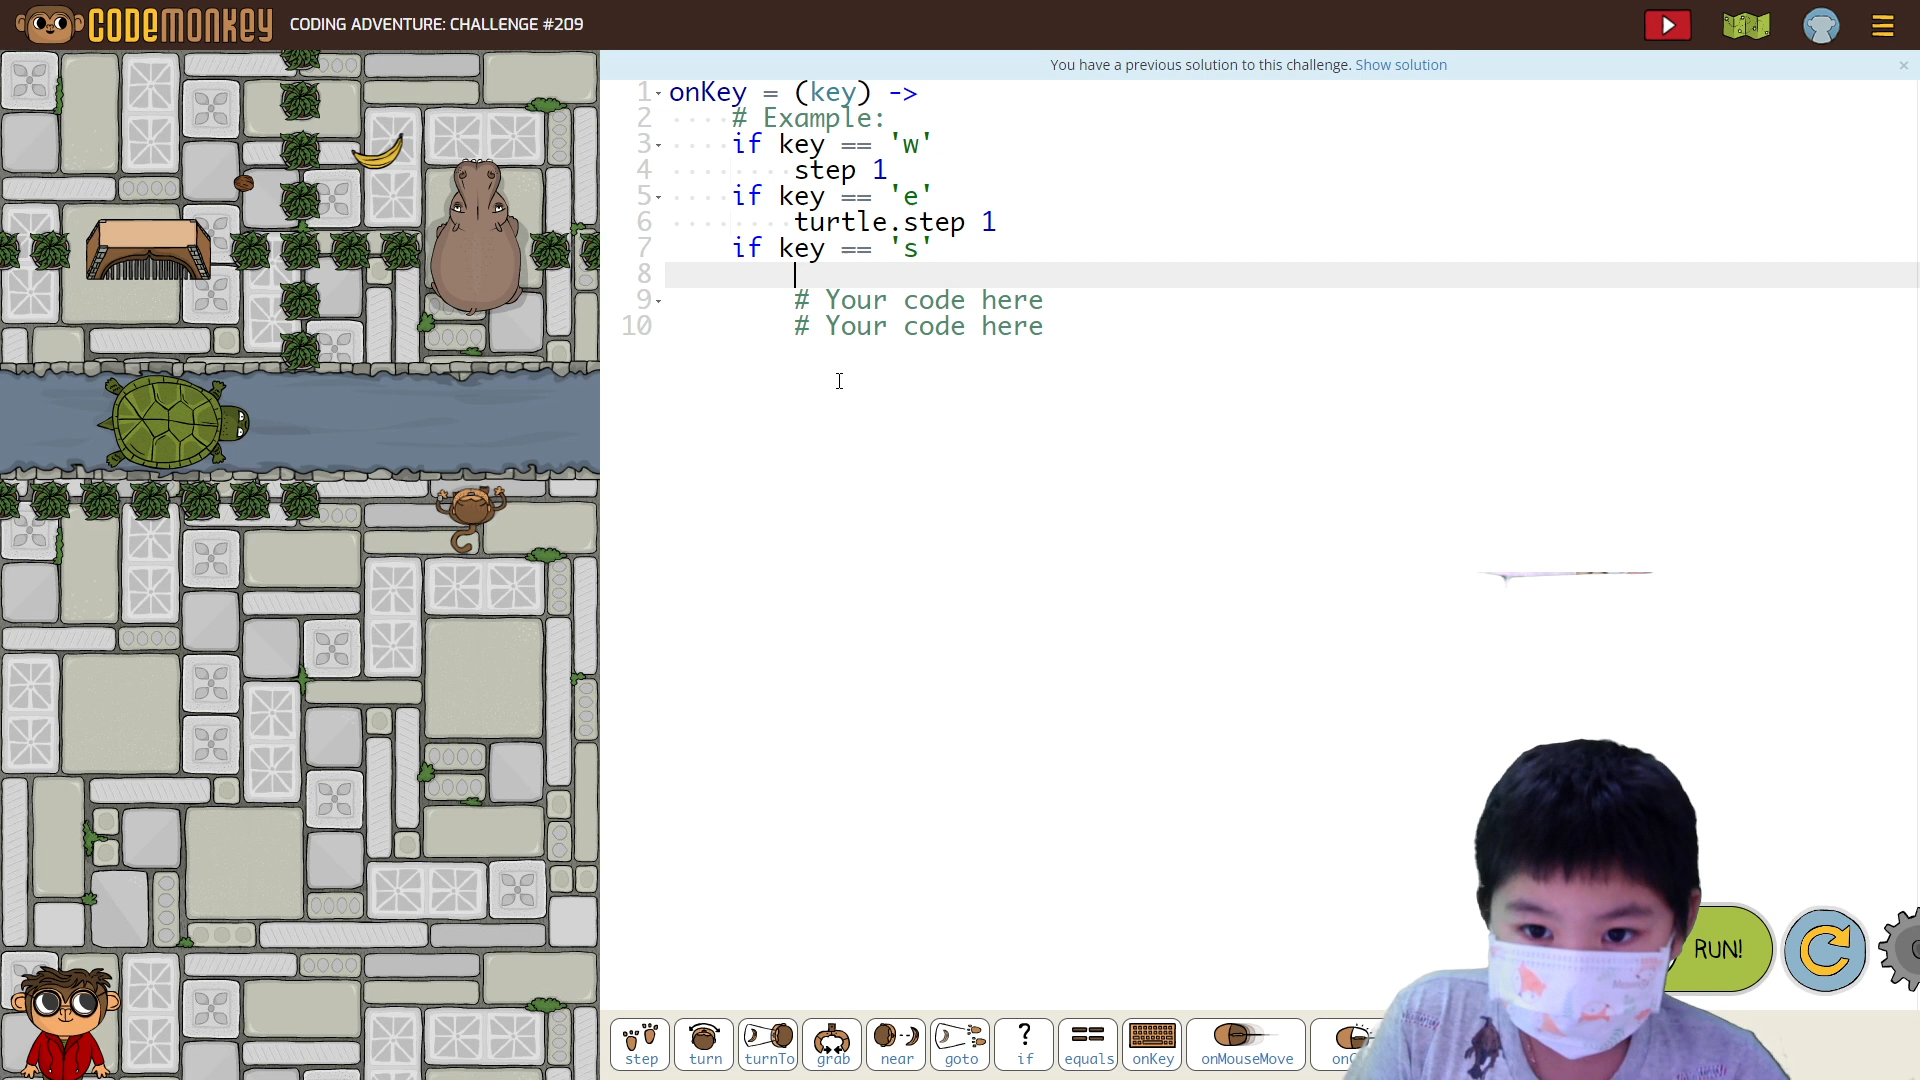 CODEMONKEY
CODING ADVENTURE: CHALLENGE #209
You have a previous solution to this challenge. Show solution
×
1 onKey = (key) ->
2 # Example:
3 if key == 'w'
4 step 1
5 if key == 'e'
6 turtle.step 1
7 if key == 's'
8
9 # Your code here
10 # Your code here
RUN!
step
turn
turnTo
grab
near
goto
? if
equals
onKey
onMouseMove